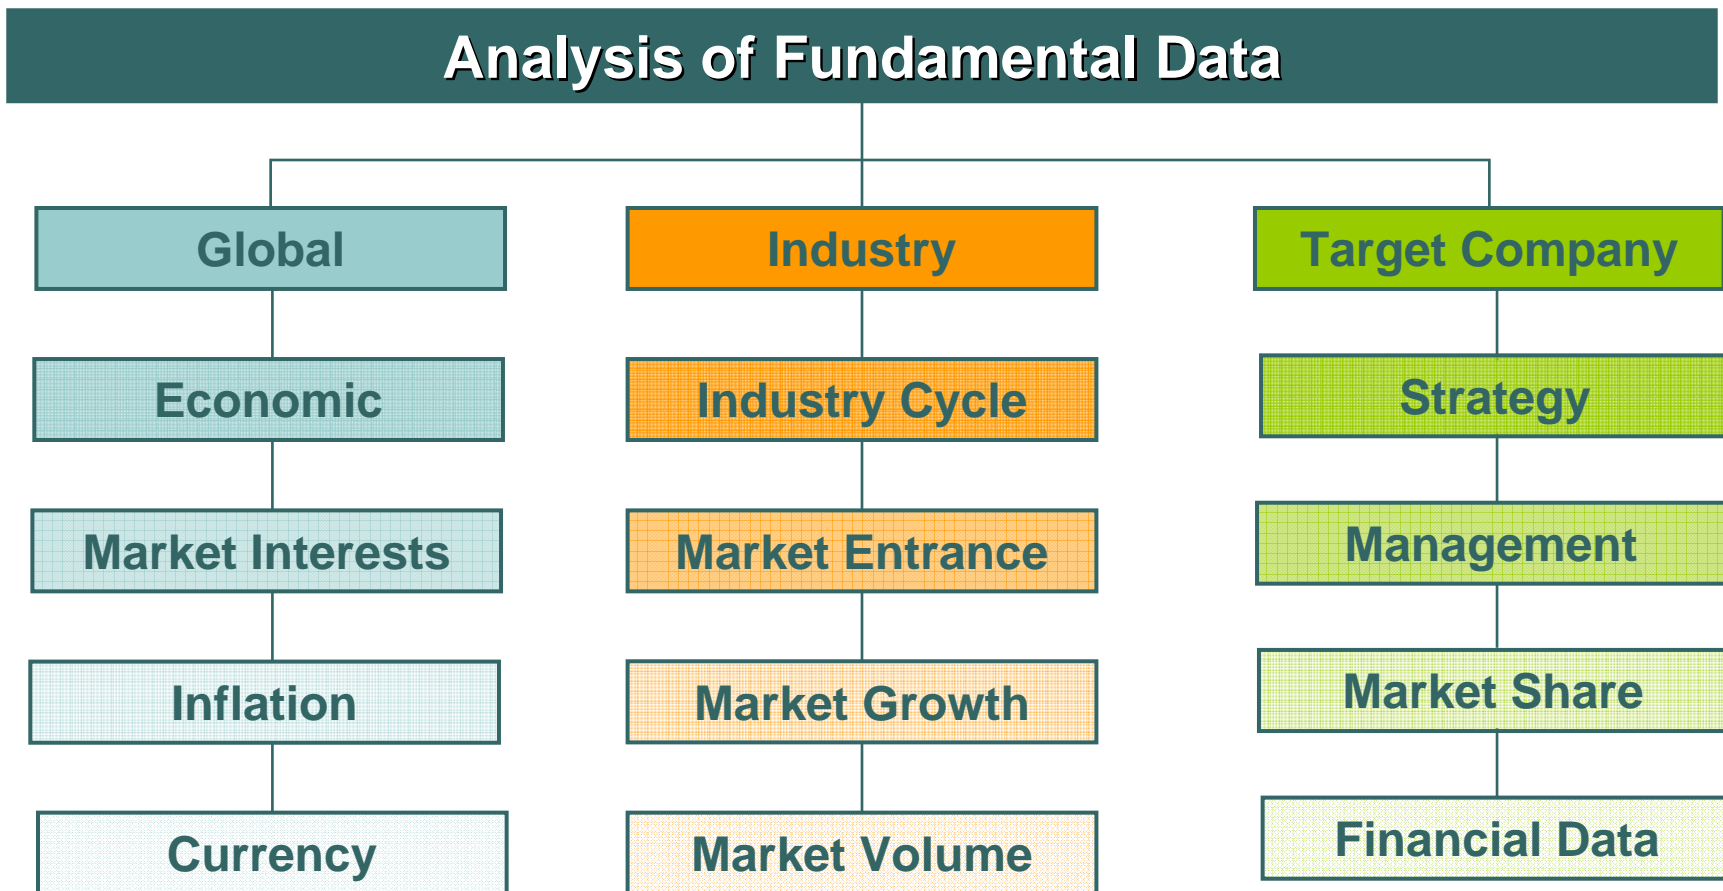 Analysis of Fundamental Data
Global
Industry
Target Company
Economic
Industry Cycle
Strategy
Market Interests
Market Entrance
Management
Inflation
Market Growth
Market Share
Currency
Market Volume
Financial Data